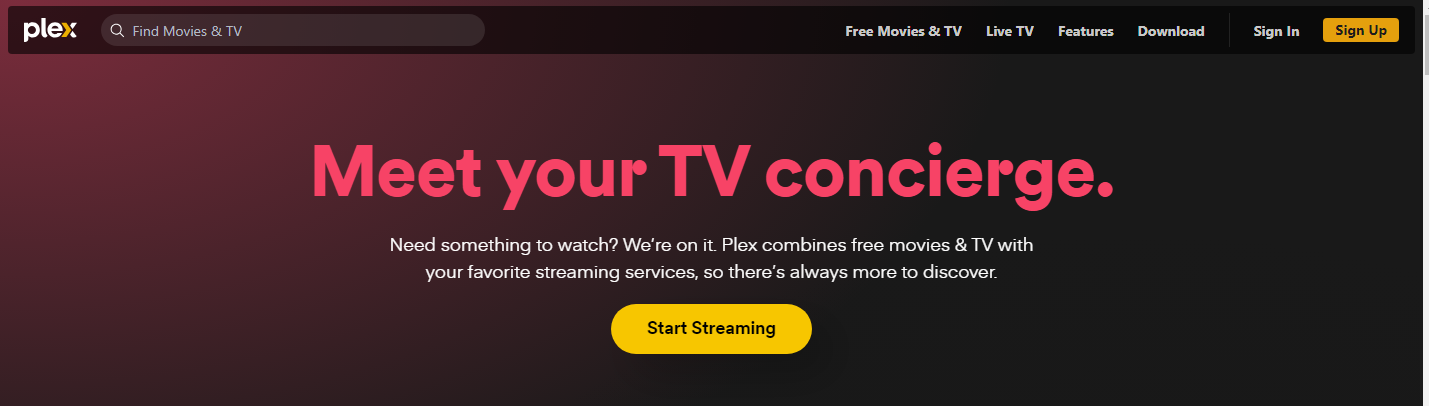 plex
Find Movies & TV
Free Movies & TV
Live TV
Features
Download
Sign In
Sign Up
Meet your TV concierge.
Need something to watch? We’re on it. Plex combines free movies & TV with
your favorite streaming services, so there’s always more to discover.
Start Streaming